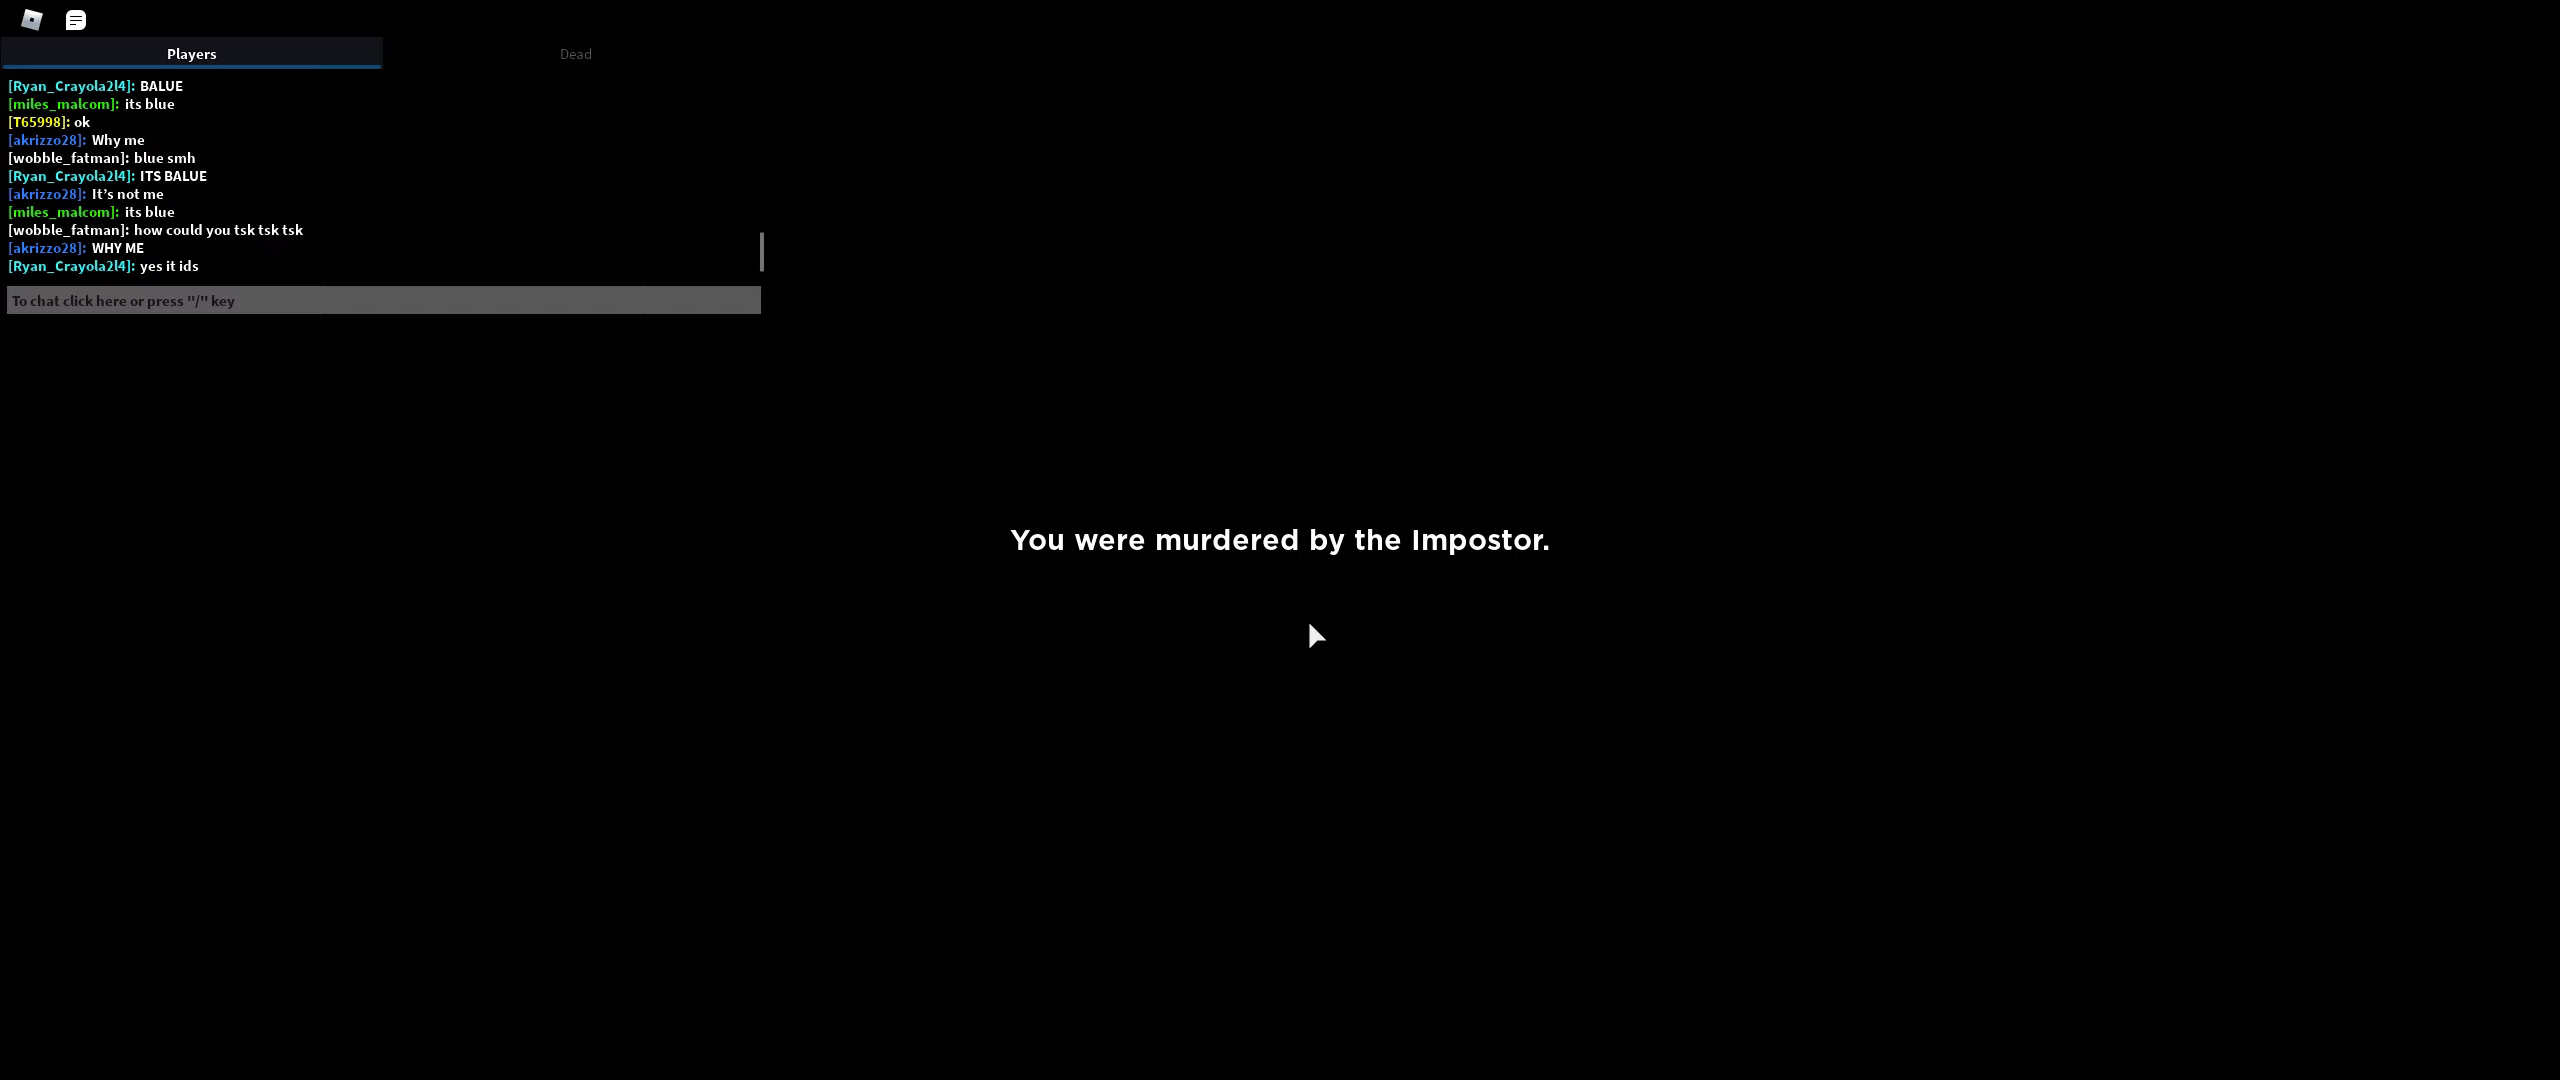 Players
Dead
[Ryan_Crayola2l4]: BALUE
[miles_malcom]: its blue
[T65998]: ok
[akrizzo28]: Why me
[wobble_fatman]: blue smh
[Ryan_Crayola2l4]: ITS BALUE
[akrizzo28]: It's not me
[miles_malcom]: its blue
[wobble_fatman]: how could you tsk tsk tsk
[akrizzo28]: WHY ME
[Ryan_Crayola2l4]: yes it ids
To chat click here or press "/" key
You were murdered by the Impostor.